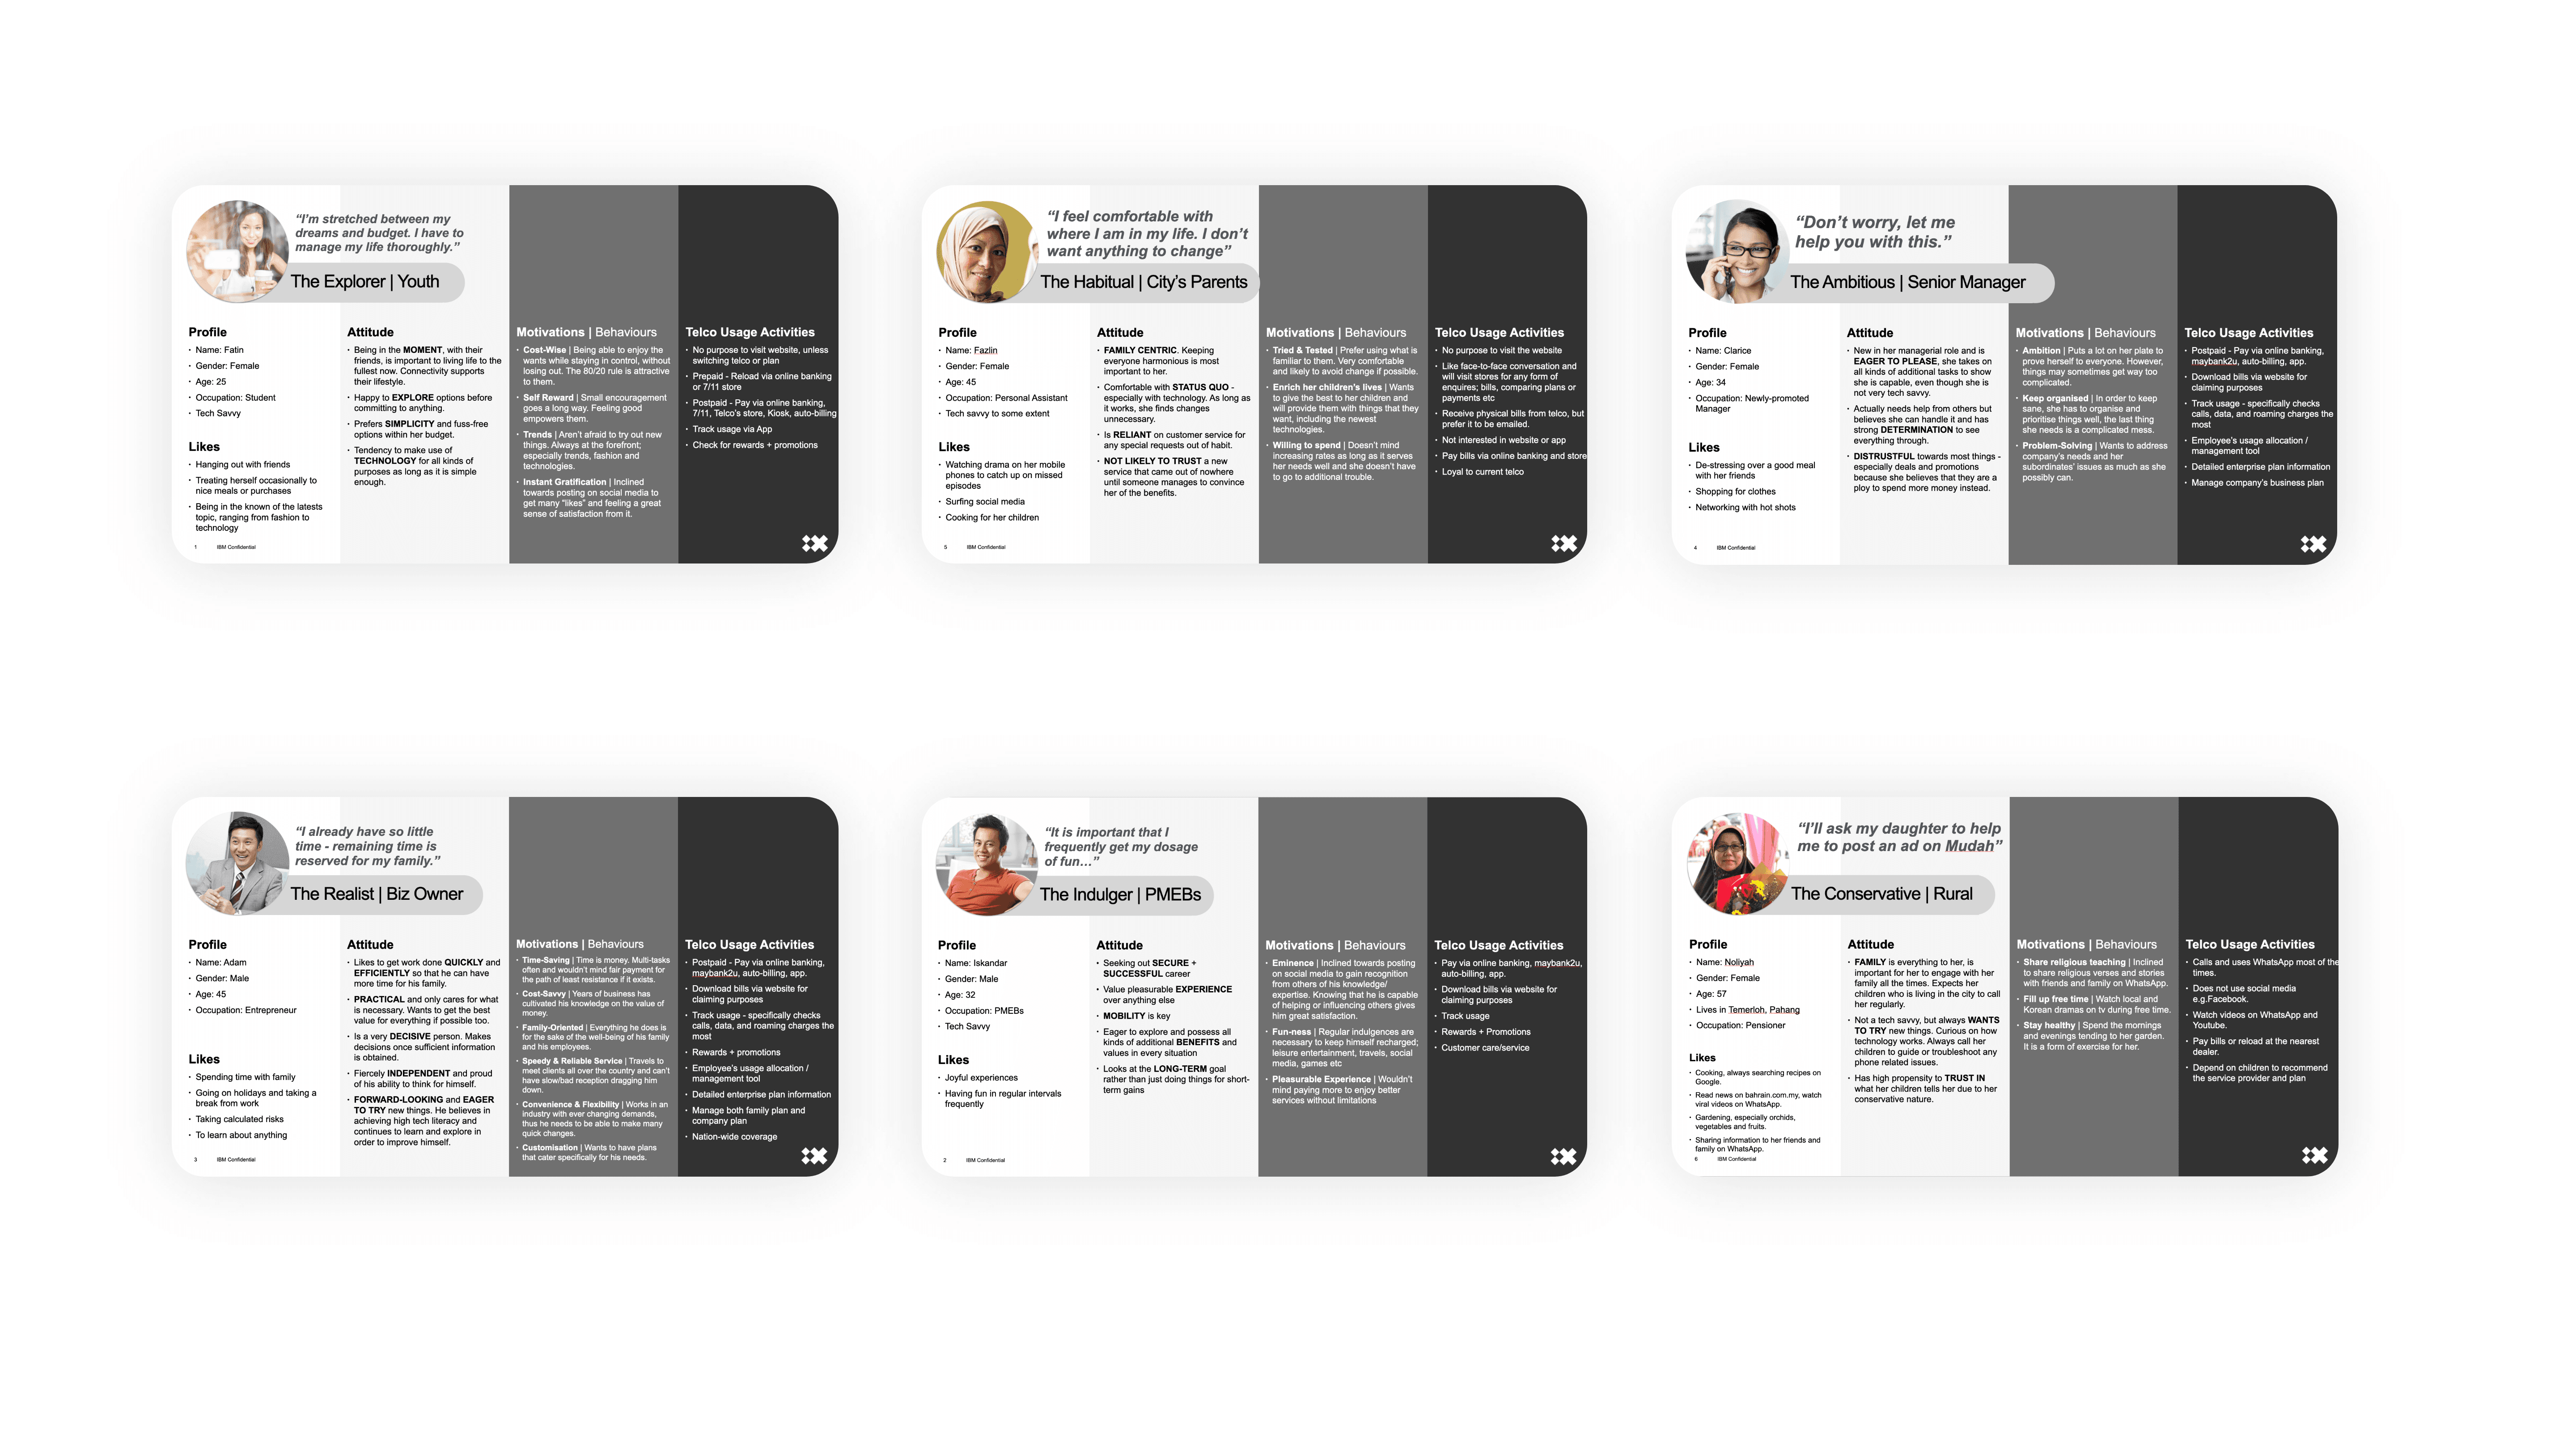 “I’m stretched between my
dreams and budget. I have to
manage my life thoroughly.”
The Explorer | Youth
Profile
• Name: Fatin
• Gender: Female
• Age: 25
• Occupation: Student
• Tech Savvy
Likes
• Hanging out with friends
• Treating herself occasionally to
nice meals or purchases
• Being in the known of the latests
topic, ranging from fashion to
technology
Attitude
• Being in the MOMENT, with their
friends, is important to living life to the
fullest now. Connectivity supports
their lifestyle.
• Happy to EXPLORE options before
committing to anything.
• Prefers SIMPLICITY and fuss-free
options within her budget.
• Tendency to make use of
TECHNOLOGY for all kinds of
purposes as long as it is simple
enough.
Motivations | Behaviours
• Cost-Wise | Being able to enjoy the
wants while staying in control, without
losing out. The 80/20 rule is attractive
to them.
• Self Reward | Small encouragement
goes a long way. Feeling good
empowers them.
• Trends | Aren’t afraid to try out new
things. Always at the forefront;
especially trends, fashion and
technologies.
• Instant Gratification | Inclined
towards posting on social media to
get many “likes” and feeling a great
sense of satisfaction from it.
Telco Usage Activities
• No purpose to visit website, unless
switching telco or plan
• Prepaid - Reload via online banking
or 7/11 store
• Postpaid - Pay via online banking,
7/11, Telco’s store, Kiosk, auto-billing
• Track usage via App
• Check for rewards + promotions
1 IBM Confidential
“I feel comfortable with
where I am in my life. I don’t
want anything to change”
The Habitual | City’s Parents
Profile
• Name: Fazlin
• Gender: Female
• Age: 45
• Occupation: Personal Assistant
• Tech savvy to some extent
Likes
• Watching drama on her mobile
phones to catch up on missed
episodes
• Surfing social media
• Cooking for her children
Attitude
• FAMILY CENTRIC. Keeping
everyone harmonious is most
important to her.
• Comfortable with STATUS QUO -
especially with technology. As long as
it works, she finds changes
unnecessary.
• Is RELIANT on customer service for
any special requests out of habit.
• NOT LIKELY TO TRUST a new
service that came out of nowhere
until someone manages to convince
her of the benefits.
Motivations | Behaviours
• Tried & Tested | Prefer using what is
familiar to them. Very comfortable
and likely to avoid change if possible.
• Enrich her children’s lives | Wants
to give the best to her children and
will provide them with things that they
want, including the newest
technologies.
• Willing to spend | Doesn’t mind
increasing rates as long as it serves
her needs well and she doesn’t have
to go to additional trouble.
Telco Usage Activities
• No purpose to visit the website
• Like face-to-face conversation and
will visit stores for any form of
enquires; bills, comparing plans or
payments etc
• Receive physical bills from telco, but
prefer it to be emailed.
• Not interested in website or app
• Pay bills via online banking and store
• Loyal to current telco
5 IBM Confidential
“Don’t worry, let me
help you with this.”
The Ambitious | Senior Manager
Profile
• Name: Clarice
• Gender: Female
• Age: 34
• Occupation: Newly-promoted
Manager
Likes
• De-stressing over a good meal
with her friends
• Shopping for clothes
• Networking with hot shots
Attitude
• New in her managerial role and is
EAGER TO PLEASE, she takes on
all kinds of additional tasks to show
she is capable, even though she is
not very tech savvy.
• Actually needs help from others but
believes she can handle it and has
strong DETERMINATION to see
everything through.
• DISTRUSTFUL towards most things -
especially deals and promotions
because she believes that they are a
ploy to spend more money instead.
Motivations | Behaviours
• Ambition | Puts a lot on her plate to
prove herself to everyone. However,
things may sometimes get way too
complicated.
• Keep organised | In order to keep
sane, she has to organise and
prioritise things well, the last thing
she needs is a complicated mess.
• Problem-Solving | Wants to address
company’s needs and her
subordinates’ issues as much as she
possibly can.
Telco Usage Activities
• Postpaid - Pay via online banking,
maybank2u, auto-billing, app.
• Download bills via website for
claiming purposes
• Track usage - specifically checks
calls, data, and roaming charges the
most
• Employee’s usage allocation /
management tool
• Detailed enterprise plan information
• Manage company’s business plan
4 IBM Confidential
“I already have so little
time - remaining time is
reserved for my family.”
The Realist | Biz Owner
Profile
• Name: Adam
• Gender: Male
• Age: 45
• Occupation: Entrepreneur
Likes
• Spending time with family
• Going on holidays and taking a
break from work
• Taking calculated risks
• To learn about anything
Attitude
• Likes to get work done QUICKLY and
EFFICIENTLY so that he can have
more time for his family.
• PRACTICAL and only cares for what
is necessary. Wants to get the best
value for everything if possible too.
• Is a very DECISIVE person. Makes
decisions once sufficient information
is obtained.
• Fiercely INDEPENDENT and proud
of his ability to think for himself.
• FORWARD-LOOKING and EAGER
TO TRY new things. He believes in
achieving high tech literacy and
continues to learn and explore in
order to improve himself.
Motivations | Behaviours
• Time-Saving | Time is money. Multi-tasks
often and wouldn’t mind fair payment for
the path of least resistance if it exists.
• Cost-Savvy | Years of business has
cultivated his knowledge on the value of
money.
• Family-Oriented | Everything he does is
for the sake of the well-being of his family
and his employees.
• Speedy & Reliable Service | Travels to
meet clients all over the country and can’t
have slow/bad reception dragging him
down.
• Convenience & Flexibility | Works in an
industry with ever changing demands,
thus he needs to be able to make many
quick changes.
• Customisation | Wants to have plans
that cater specifically for his needs.
Telco Usage Activities
• Postpaid - Pay via online banking,
maybank2u, auto-billing, app.
• Download bills via website for
claiming purposes
• Track usage - specifically checks
calls, data, and roaming charges the
most
• Rewards + promotions
• Employee’s usage allocation /
management tool
• Detailed enterprise plan information
• Manage both family plan and
company plan
• Nation-wide coverage
3 IBM Confidential
“It is important that I
frequently get my dosage
of fun…”
The Indulger | PMEBs
Profile
• Name: Iskandar
• Gender: Male
• Age: 32
• Occupation: PMEBs
• Tech Savvy
Likes
• Joyful experiences
• Having fun in regular intervals
frequently
Attitude
• Seeking out SECURE +
SUCCESSFUL career
• Value pleasurable EXPERIENCE
over anything else
• MOBILITY is key
• Eager to explore and possess all
kinds of additional BENEFITS and
values in every situation
• Looks at the LONG-TERM goal
rather than just doing things for short-
term gains
Motivations | Behaviours
• Eminence | Inclined towards posting
on social media to gain recognition
from others of his knowledge/
expertise. Knowing that he is capable
of helping or influencing others gives
him great satisfaction.
• Fun-ness | Regular indulgences are
necessary to keep himself recharged;
leisure entertainment, travels, social
media, games etc
• Pleasurable Experience | Wouldn’t
mind paying more to enjoy better
services without limitations
Telco Usage Activities
• Pay via online banking, maybank2u,
auto-billing, app.
• Download bills via website for
claiming purposes
• Track usage
• Rewards + Promotions
• Customer care/service
2 IBM Confidential
“I’ll ask my daughter to help
me to post an ad on Mudah”
The Conservative | Rural
Profile
• Name: Noliyah
• Gender: Female
• Age: 57
• Lives in Temerloh, Pahang
• Occupation: Pensioner
Likes
• Cooking, always searching recipes on
Google.
• Read news on bahrain.com.my, watch
viral videos on WhatsApp.
• Gardening, especially orchids,
vegetables and fruits.
• Sharing information to her friends and
family on WhatsApp.
Attitude
• FAMILY is everything to her, is
important for her to engage with her
family all the times. Expects her
children who is living in the city to call
her regularly.
• Not a tech savvy, but always WANTS
TO TRY new things. Curious on how
technology works. Always call her
children to guide or troubleshoot any
phone related issues.
• Has high propensity to TRUST IN
what her children tells her due to her
conservative nature.
Motivations | Behaviours
• Share religious teaching | Inclined
to share religious verses and stories
with friends and family on WhatsApp.
• Fill up free time | Watch local and
Korean dramas on tv during free time.
• Stay healthy | Spend the mornings
and evenings tending to her garden.
It is a form of exercise for her.
Telco Usage Activities
• Calls and uses WhatsApp most of the
times.
• Does not use social media
e.g.Facebook.
• Watch videos on WhatsApp and
Youtube.
• Pay bills or reload at the nearest
dealer.
• Depend on children to recommend
the service provider and plan
6 IBM Confidential